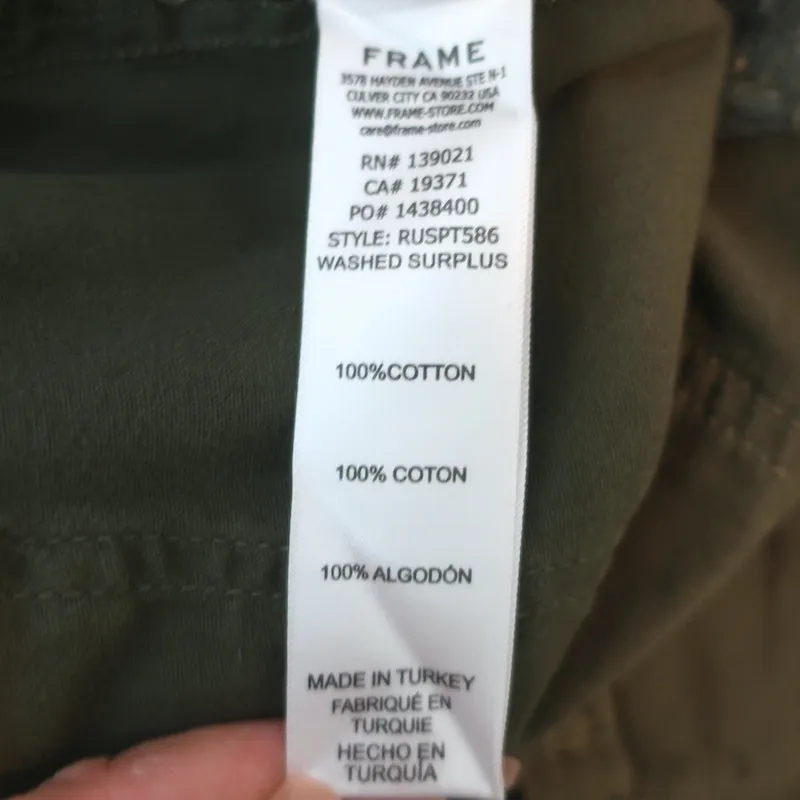 FRAME
3578 HAYDEN AVENUE STE N-1
CULVER CITY CA 90232 USA
WWW.FRAME-STORE.COM
care@frame-store.com
RN# 139021
CA# 19371
PO# 1438400
STYLE: RUSPT586
WASHED SURPLUS
100%COTTON
100% COTON
100% ALGODÓN
MADE IN TURKEY
FABRIQUÉ EN
TURQUIE
HECHO EN
TURQUÍA